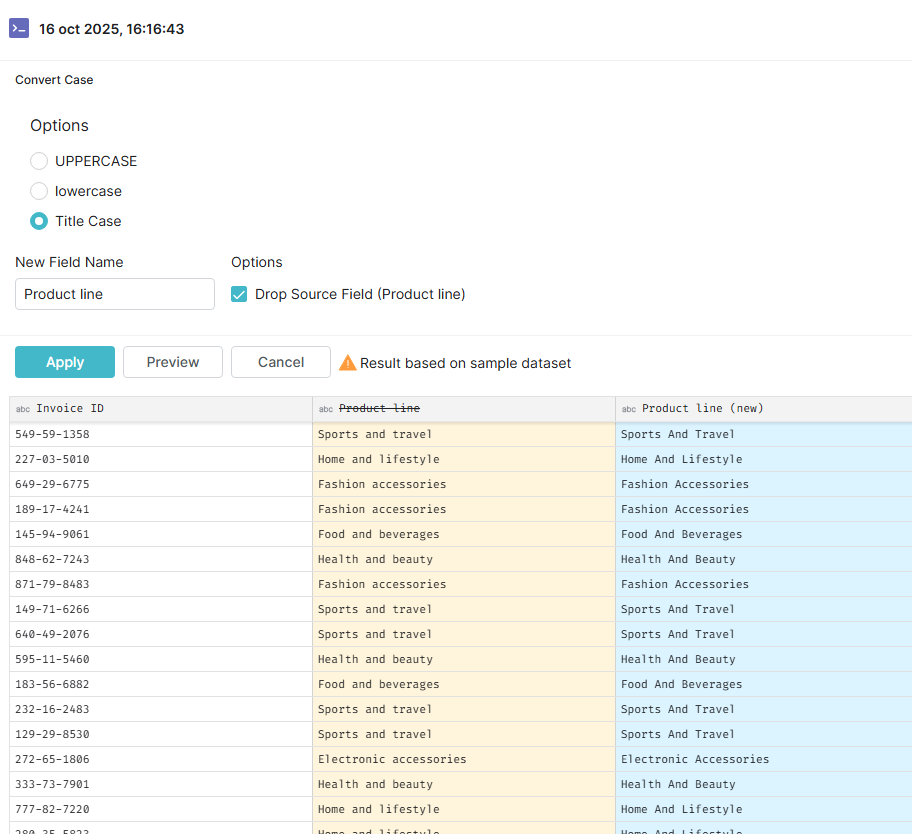 16 oct 2025, 16:16:43
Convert Case
Options
UPPERCASE
lowercase
Title Case
New Field Name Options
Product line Drop Source Field (Product line)
Apply Preview Cancel Result based on sample dataset
abc Invoice ID abc Product line abc Product line (new)
549-59-1358 Sports and travel Sports And Travel
227-03-5010 Home and lifestyle Home And Lifestyle
649-29-6775 Fashion accessories Fashion Accessories
189-17-4241 Fashion accessories Fashion Accessories
145-94-9061 Food and beverages Food And Beverages
848-62-7243 Health and beauty Health And Beauty
871-79-8483 Fashion accessories Fashion Accessories
149-71-6266 Sports and travel Sports And Travel
640-49-2076 Sports and travel Sports And Travel
595-11-5460 Health and beauty Health And Beauty
183-56-6882 Food and beverages Food And Beverages
232-16-2483 Sports and travel Sports And Travel
129-29-8530 Sports and travel Sports And Travel
272-65-1806 Electronic accessories Electronic Accessories
333-73-7901 Health and beauty Health And Beauty
777-82-7220 Home and lifestyle Home And Lifestyle
280-35-5823 Home and lifestyle Home And Lifestyle